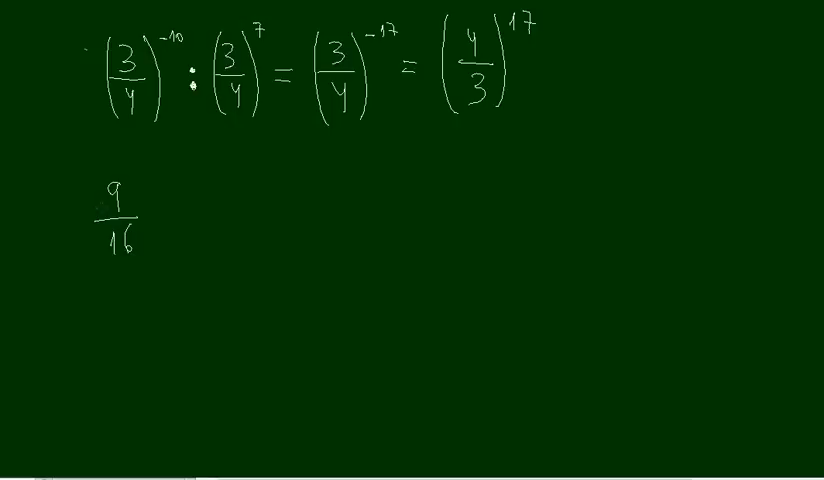 (3/4)^-10 : (3/4)^7 = (3/4)^-17 = (4/3)^17
9/16